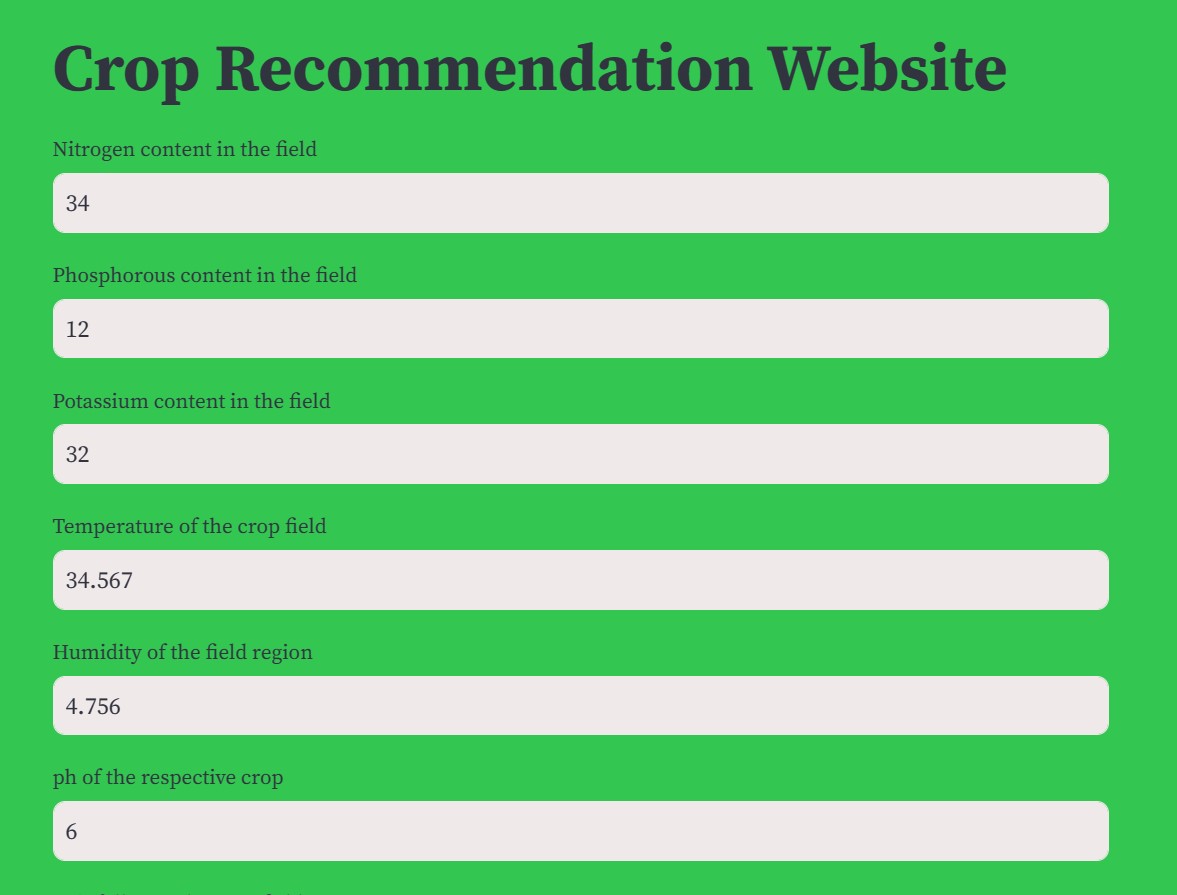 Crop Recommendation Website
Nitrogen content in the field
34
Phosphorous content in the field
12
Potassium content in the field
32
Temperature of the crop field
34.567
Humidity of the field region
4.756
ph of the respective crop
6